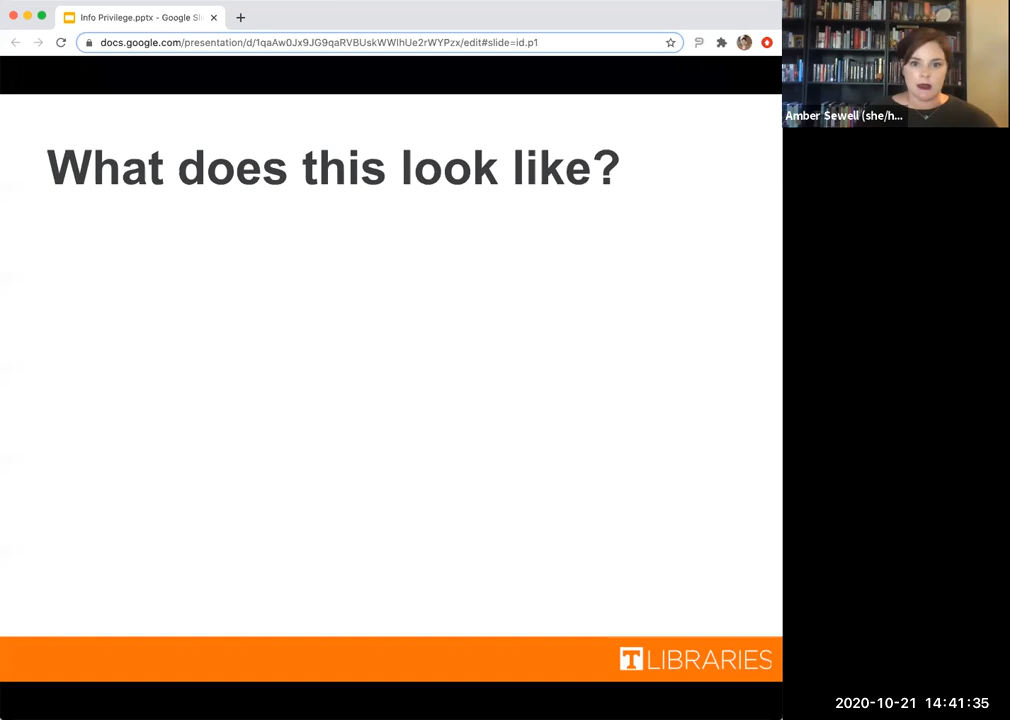 Info Privilege.pptx - Google Sli
docs.google.com/presentation/d/1qaAw0Jx9JG9qaRVBUskWWIhUe2rWYPzx/edit#slide=id.p1
Amber Sewell (she/h...
What does this look like?
T LIBRARIES
2020-10-21 14:41:35